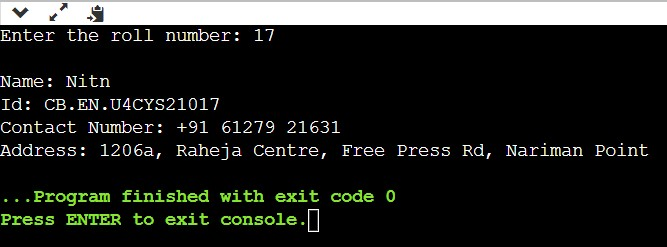 Enter the roll number: 17
Name: Nitn
Id: CB.EN.U4CYS21017
Contact Number: +91 61279 21631
Address: 1206a, Raheja Centre, Free Press Rd, Nariman Point
...Program finished with exit code 0
Press ENTER to exit console.